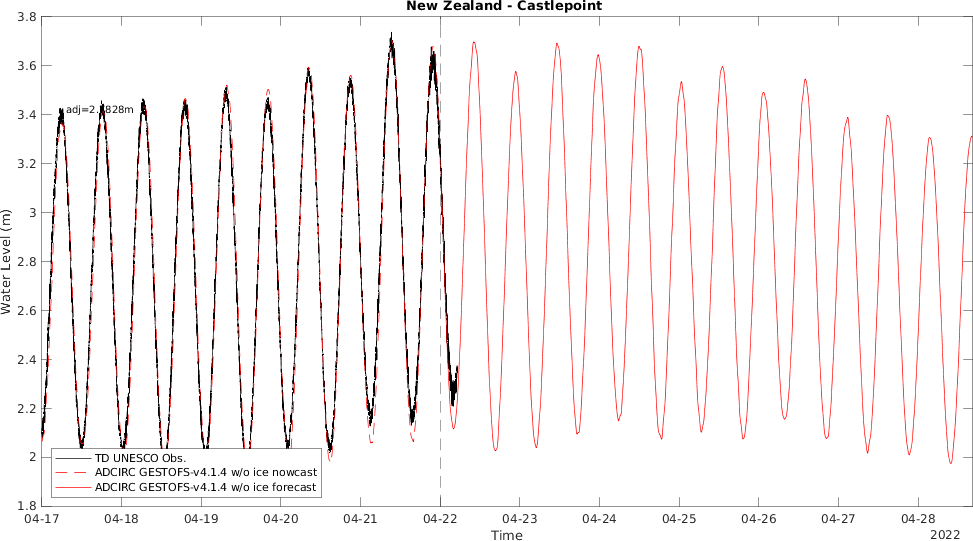 New Zealand - Castlepoint
3.8
3.6
3.4
3.2
3
2.8
2.6
2.4
2.2
2
1.8
Water Level (m)
TD UNESCO Obs.
ADCIRC GESTOFS-v4.1.4 w/o ice nowcast
ADCIRC GESTOFS-v4.1.4 w/o ice forecast
04-17 04-18 04-19 04-20 04-21 04-22 04-23 04-24 04-25 04-26 04-27 04-28
2022
Time